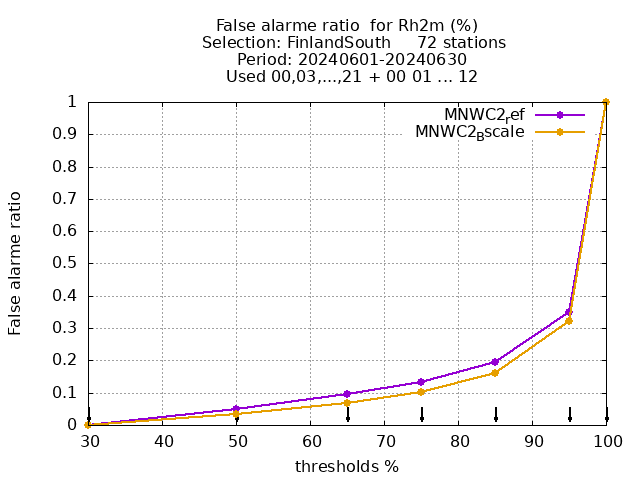 False alarme ratio  for Rh2m (%)
Selection: FinlandSouth     72 stations
Period: 20240601-20240630
Used 00,03,...,21 + 00 01 ... 12
MNWC2ref
MNWC2Bscale
False alarme ratio
1
0.9
0.8
0.7
0.6
0.5
0.4
0.3
0.2
0.1
0
30 40 50 60 70 80 90 100
thresholds %